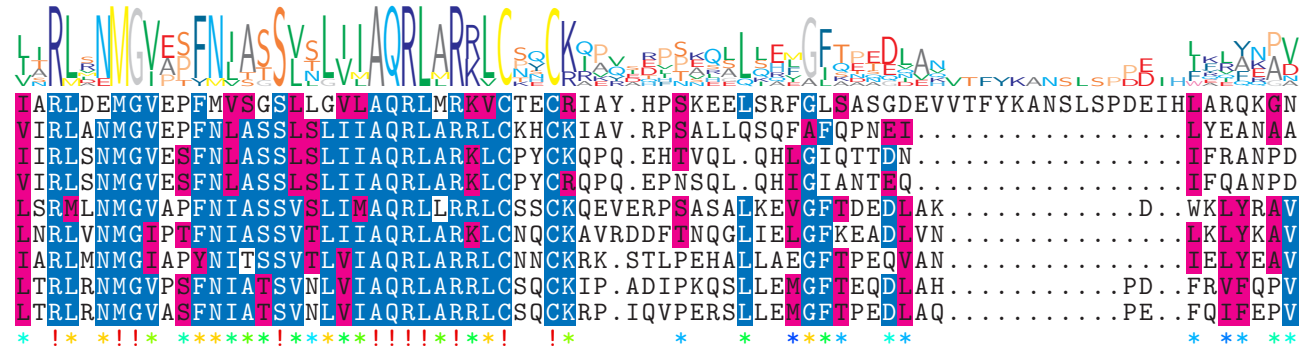 IARLDEMGVEPFMVSGSLLGVLAQRLMRKVCTECRIAY.HPSKEELSRFGLSASGDEVVTFYKANSLSPDEIHLARQKGN
VIRLANMGVEPFNLASSLSLIIAQRLARRLCKHCKIAV.RPSALLQSQFAFQPNEI.................LYEANAA
IIRLSNMGVESFNLASSLSLIIAQRLARKLCPYCKQPQ.EHTVQL.QHLGIQTTDN.................IFRANPD
VIRLSNMGVESFNLASSLSLIIAQRLARKLCPYCRQPQ.EPNSQL.QHIGIANTEQ.................IFQANPD
LSRMLNMGVAPFNIASSVSLIMAQRLLRRLCSSCKQEVERPSASALKEVGFTDEDLAK............D..WKLYRAV
LNRLVNMGIPTFNIASSVTLIIAQRLARKLCNQCKAVRDDFTNQGLIELGFKEADLVN...............LKLYKAV
IARLMNMGIAPYNITSSVTLVIAQRLARRLCNNCKRK.STLPEHALLAEGFTPEQVAN...............IELYEAV
LTRLRNMGVPSFNIATSVNLVIAQRLARRLCSQCKIP.ADIPKQSLLEMGFTEQDLAH...........PD..FRVFQPV
LTRLRNMGVASFNIATSVNLVIAQRLARRLCSQCKRP.IQVPERSLLEMGFTPEDLAQ...........PE..FQIFEPV
* !* *!!* ******!*****!!!!*!**! !* * * **** ** * ** **